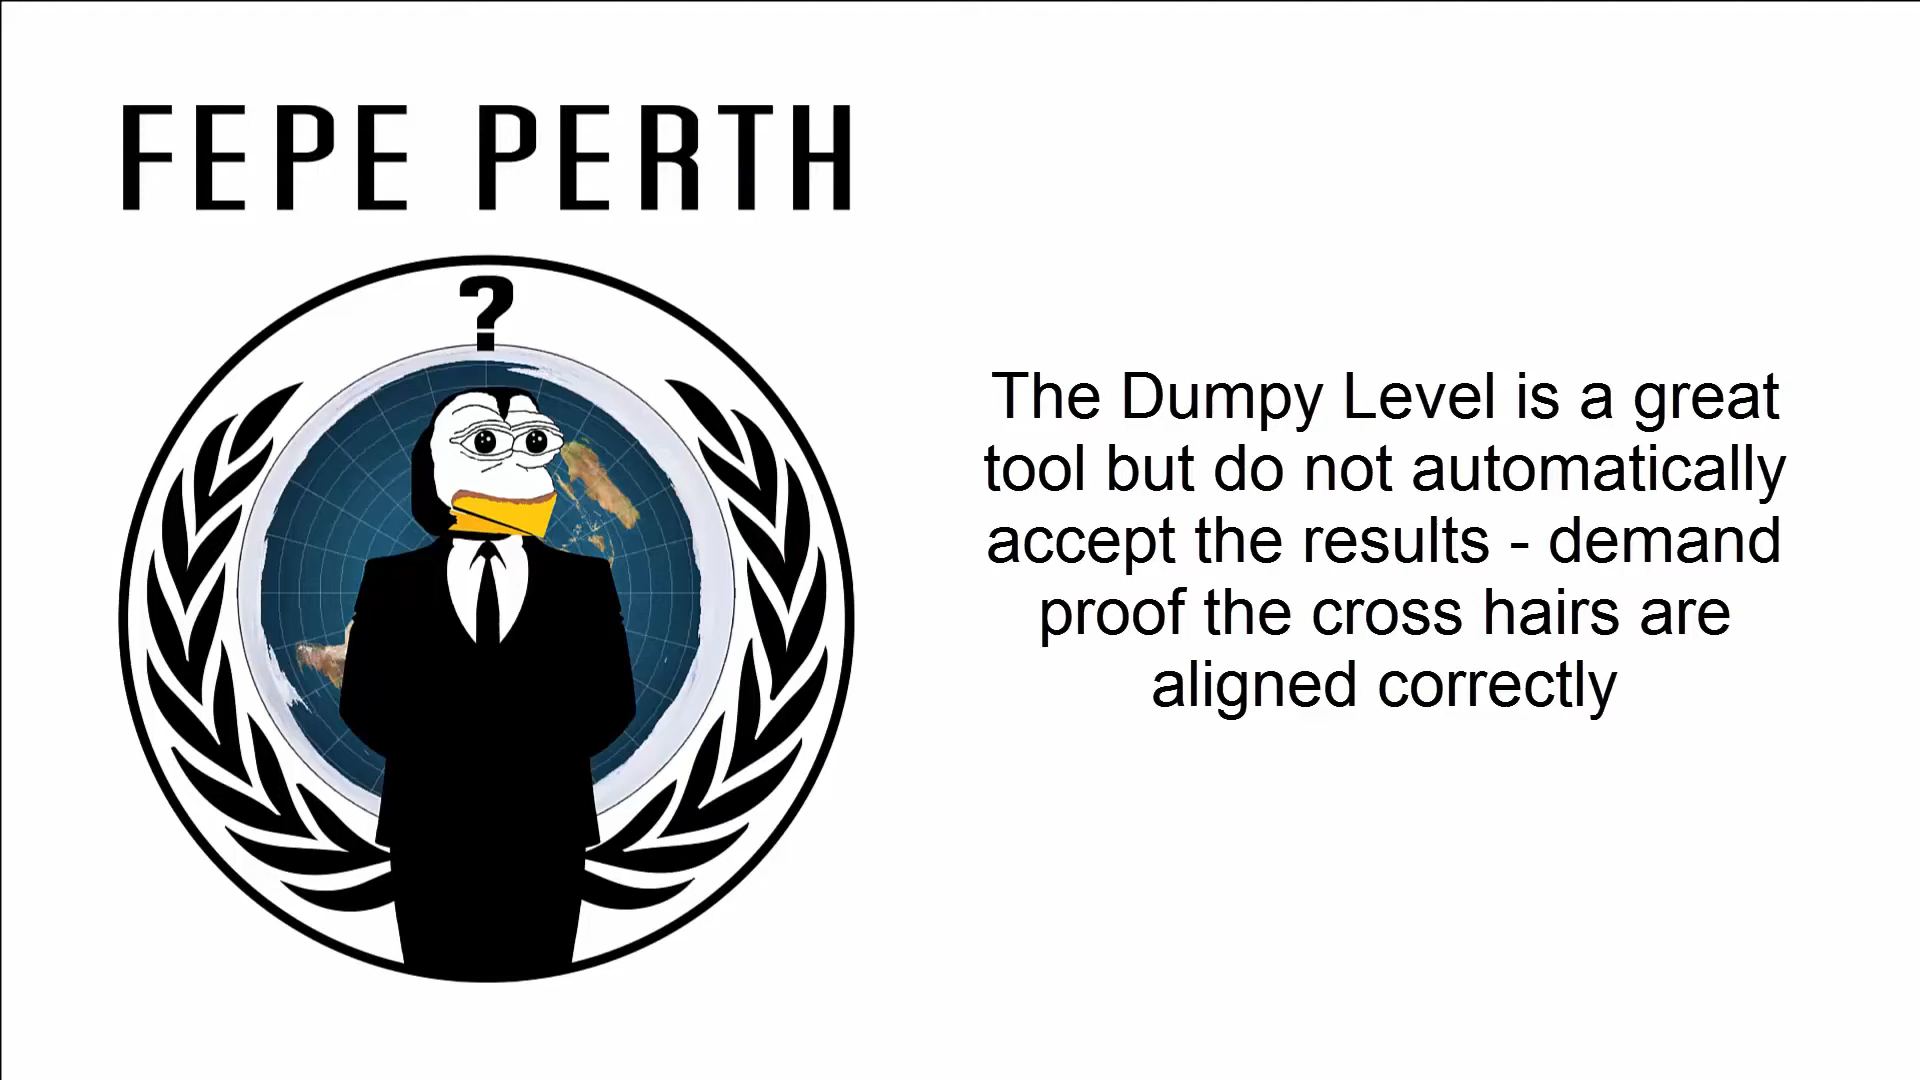 FEPE PERTH
?
The Dumpy Level is a great
tool but do not automatically
accept the results - demand
proof the cross hairs are
aligned correctly